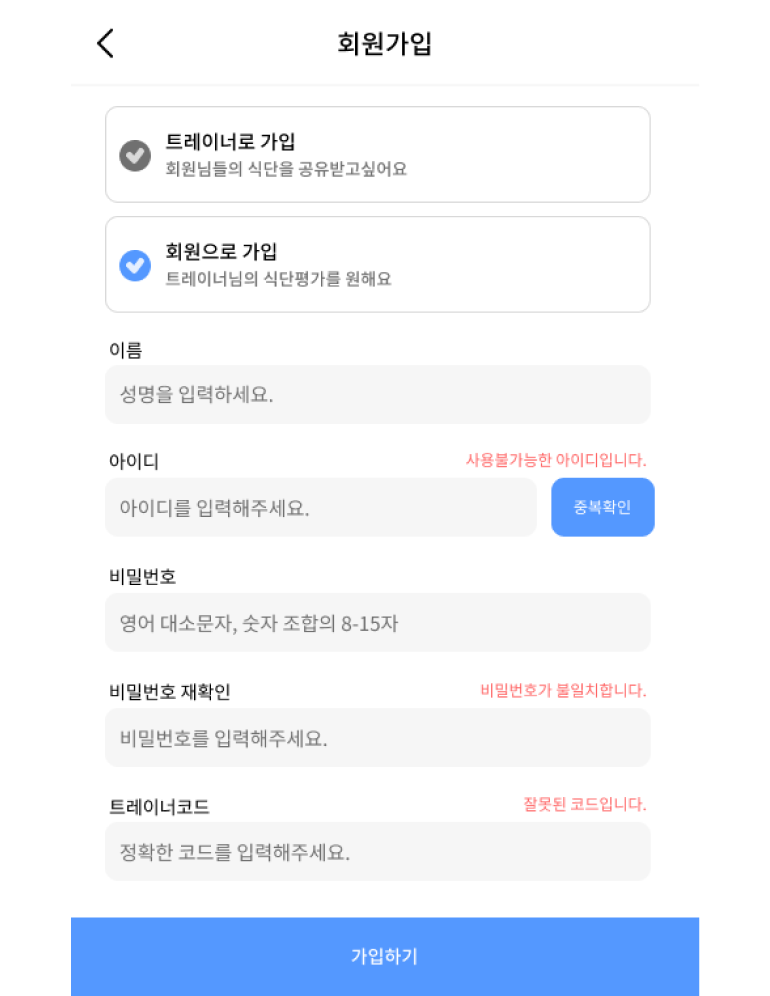 회원가입
트레이너로 가입
회원님들의 식단을 공유받고싶어요
회원으로 가입
트레이너님의 식단평가를 원해요
이름
성명을 입력하세요.
아이디
사용불가능한 아이디입니다.
아이디를 입력해주세요.
중복확인
비밀번호
영어 대소문자, 숫자 조합의 8-15자
비밀번호 재확인
비밀번호가 불일치합니다.
비밀번호를 입력해주세요.
트레이너코드
잘못된 코드입니다.
정확한 코드를 입력해주세요.
가입하기